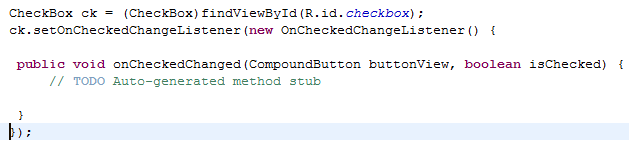 CheckBox ck = (CheckBox)findViewById(R.id.checkbox);
ck.setOnCheckedChangeListener(new OnCheckedChangeListener() {
public void onCheckedChanged(CompoundButton buttonView, boolean isChecked) {
// TODO Auto-generated method stub
}
});